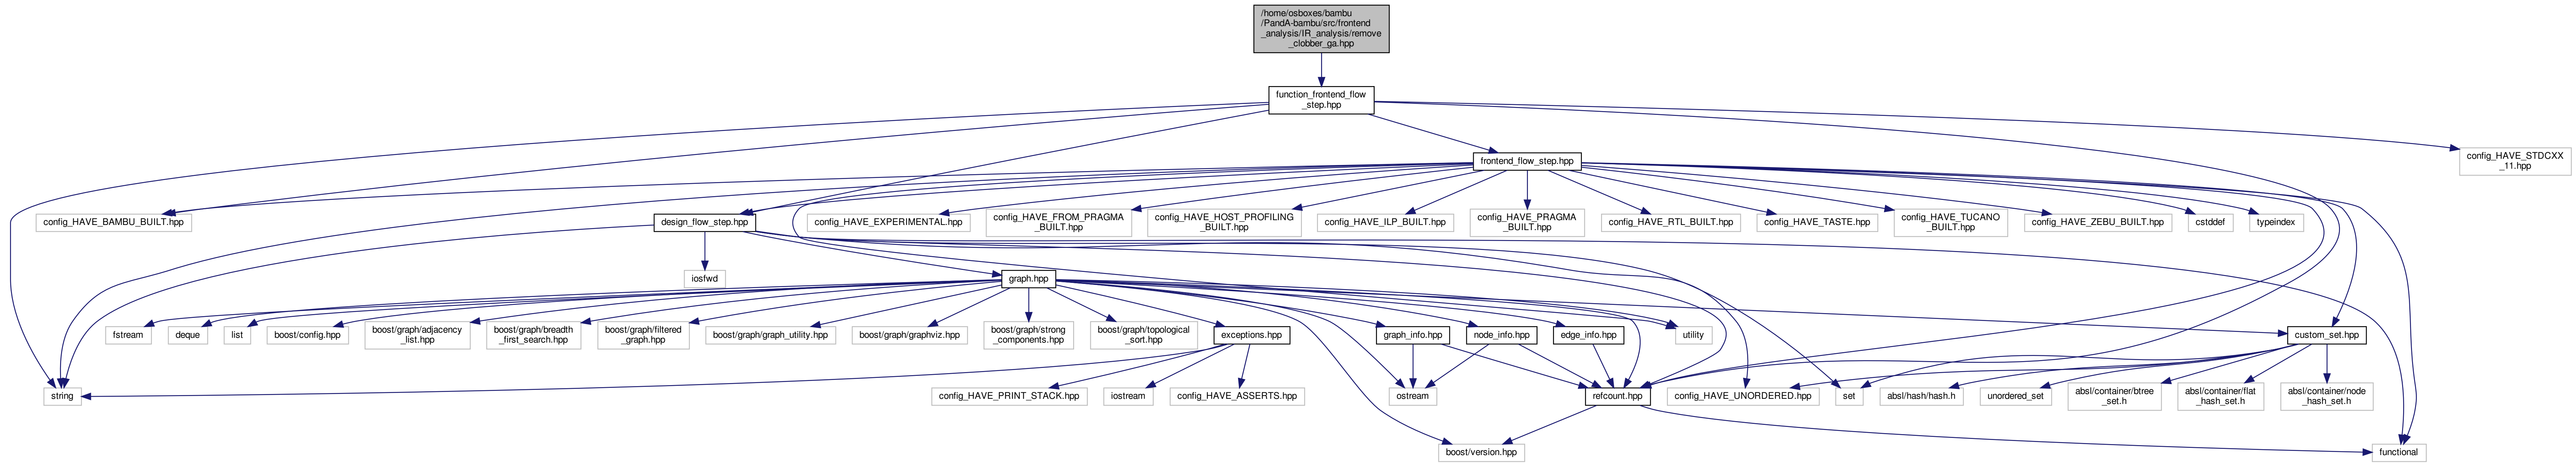 /home/osboxes/bambu
/PandA-bambu/src/frontend
_analysis/IR_analysis/remove
_clobber_ga.hpp
function_frontend_flow
_step.hpp
frontend_flow_step.hpp
config_HAVE_STDCXX
_11.hpp
config_HAVE_BAMBU_BUILT.hpp
design_flow_step.hpp
config_HAVE_EXPERIMENTAL.hpp
config_HAVE_FROM_PRAGMA
_BUILT.hpp
config_HAVE_HOST_PROFILING
_BUILT.hpp
config_HAVE_ILP_BUILT.hpp
config_HAVE_PRAGMA
_BUILT.hpp
config_HAVE_RTL_BUILT.hpp
config_HAVE_TASTE.hpp
config_HAVE_TUCANO
_BUILT.hpp
config_HAVE_ZEBU_BUILT.hpp
cstddef
typeindex
iosfwd
graph.hpp
fstream
deque
list
boost/config.hpp
boost/graph/adjacency
_list.hpp
boost/graph/breadth
_first_search.hpp
boost/graph/filtered
_graph.hpp
boost/graph/graph_utility.hpp
boost/graph/graphviz.hpp
boost/graph/strong
_components.hpp
boost/graph/topological
_sort.hpp
exceptions.hpp
graph_info.hpp
node_info.hpp
edge_info.hpp
utility
custom_set.hpp
string
config_HAVE_PRINT_STACK.hpp
iostream
config_HAVE_ASSERTS.hpp
ostream
refcount.hpp
config_HAVE_UNORDERED.hpp
set
absl/hash/hash.h
unordered_set
absl/container/btree
_set.h
absl/container/flat
_hash_set.h
absl/container/node
_hash_set.h
boost/version.hpp
functional